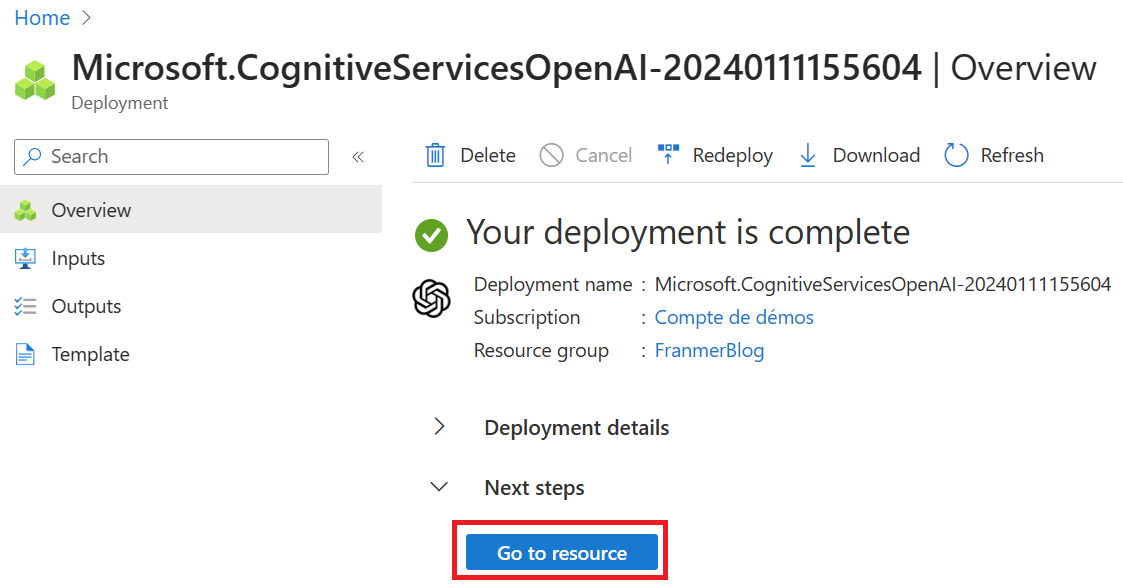 Home
Microsoft.CognitiveServicesOpenAI-20240111155604 | Overview
Deployment
Search
«
Delete
Cancel
Redeploy
Download
Refresh
Overview
Inputs
Outputs
Template
Your deployment is complete
Deployment name : Microsoft.CognitiveServicesOpenAI-20240111155604
Subscription : Compte de démos
Resource group : FranmerBlog
Deployment details
Next steps
Go to resource